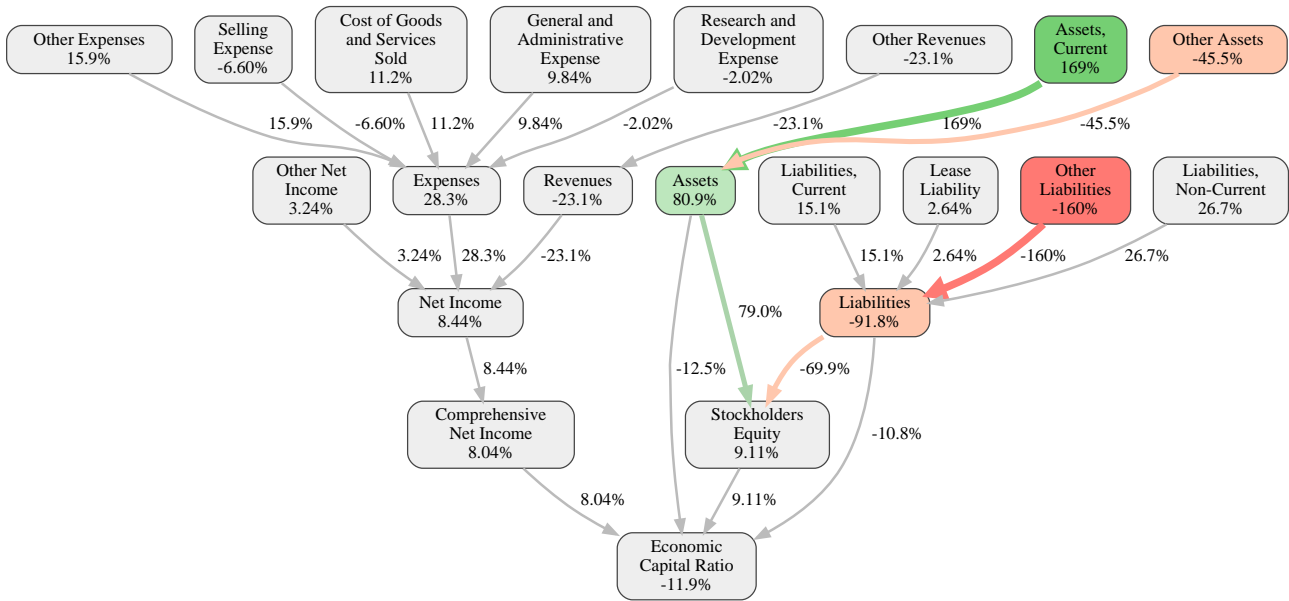 Other Expenses
15.9%
Selling
Expense
-6.60%
Cost of Goods
and Services
Sold
11.2%
General and
Administrative
Expense
9.84%
Research and
Development
Expense
-2.02%
Other Revenues
-23.1%
Assets,
Current
169%
Other Assets
-45.5%
15.9%
-6.60%
11.2%
9.84%
-2.02%
-23.1%
169%
-45.5%
Other Net
Income
3.24%
Expenses
28.3%
Revenues
-23.1%
Assets
80.9%
Liabilities,
Current
15.1%
Lease
Liability
2.64%
Other
Liabilities
-160%
Liabilities,
Non-Current
26.7%
3.24%
28.3%
-23.1%
15.1%
2.64%
-160%
26.7%
Net Income
8.44%
79.0%
Liabilities
-91.8%
8.44%
-12.5%
-69.9%
Comprehensive
Net Income
8.04%
Stockholders
Equity
9.11%
-10.8%
8.04%
9.11%
Economic
Capital Ratio
-11.9%